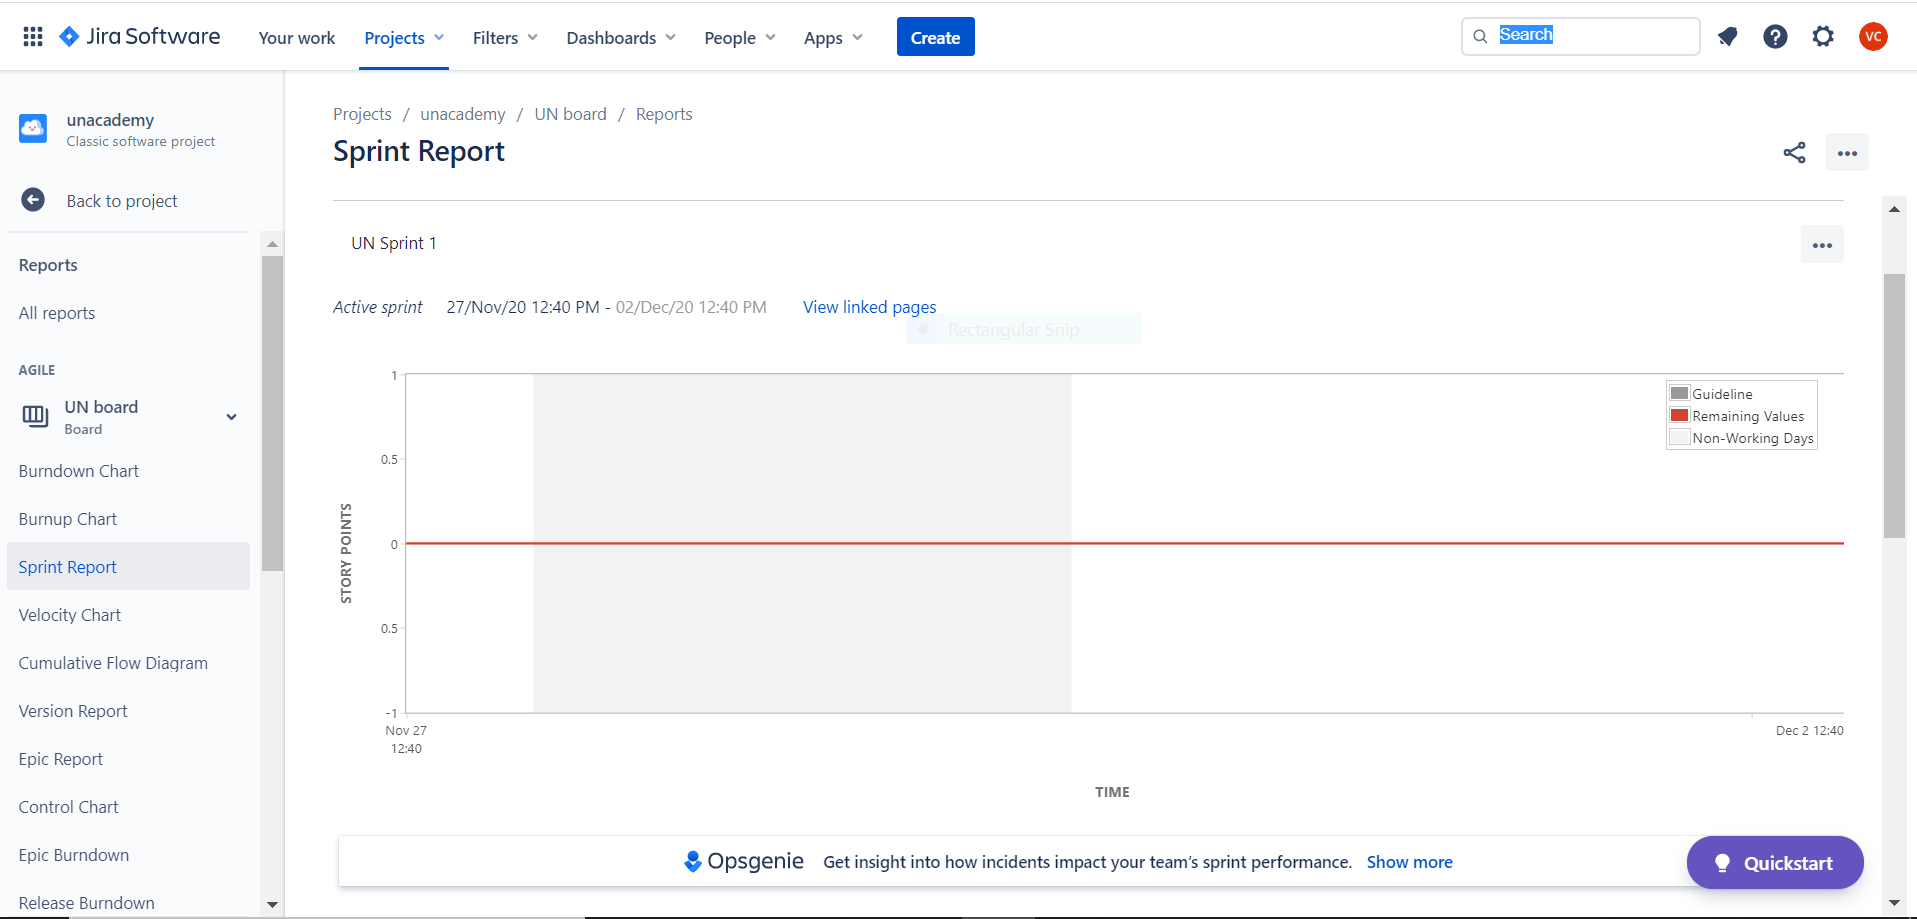 Jira Software
Your work
Projects
Filters
Dashboards
People
Apps
Create
Search
VC
unacademy
Classic software project
Back to project
Reports
All reports
AGILE
UN board
Board
Burndown Chart
Burnup Chart
Sprint Report
Velocity Chart
Cumulative Flow Diagram
Version Report
Epic Report
Control Chart
Epic Burndown
Release Burndown
Projects / unacademy / UN board / Reports
Sprint Report
UN Sprint 1
Active sprint 27/Nov/20 12:40 PM - 02/Dec/20 12:40 PM View linked pages
Rectangular Snip
Guideline
Remaining Values
Non-Working Days
STORY POINTS
1
0.5
0
0.5
-1
Nov 27
12:40
Dec 2 12:40
TIME
Opsgenie Get insight into how incidents impact your team's sprint performance. Show more
Quickstart